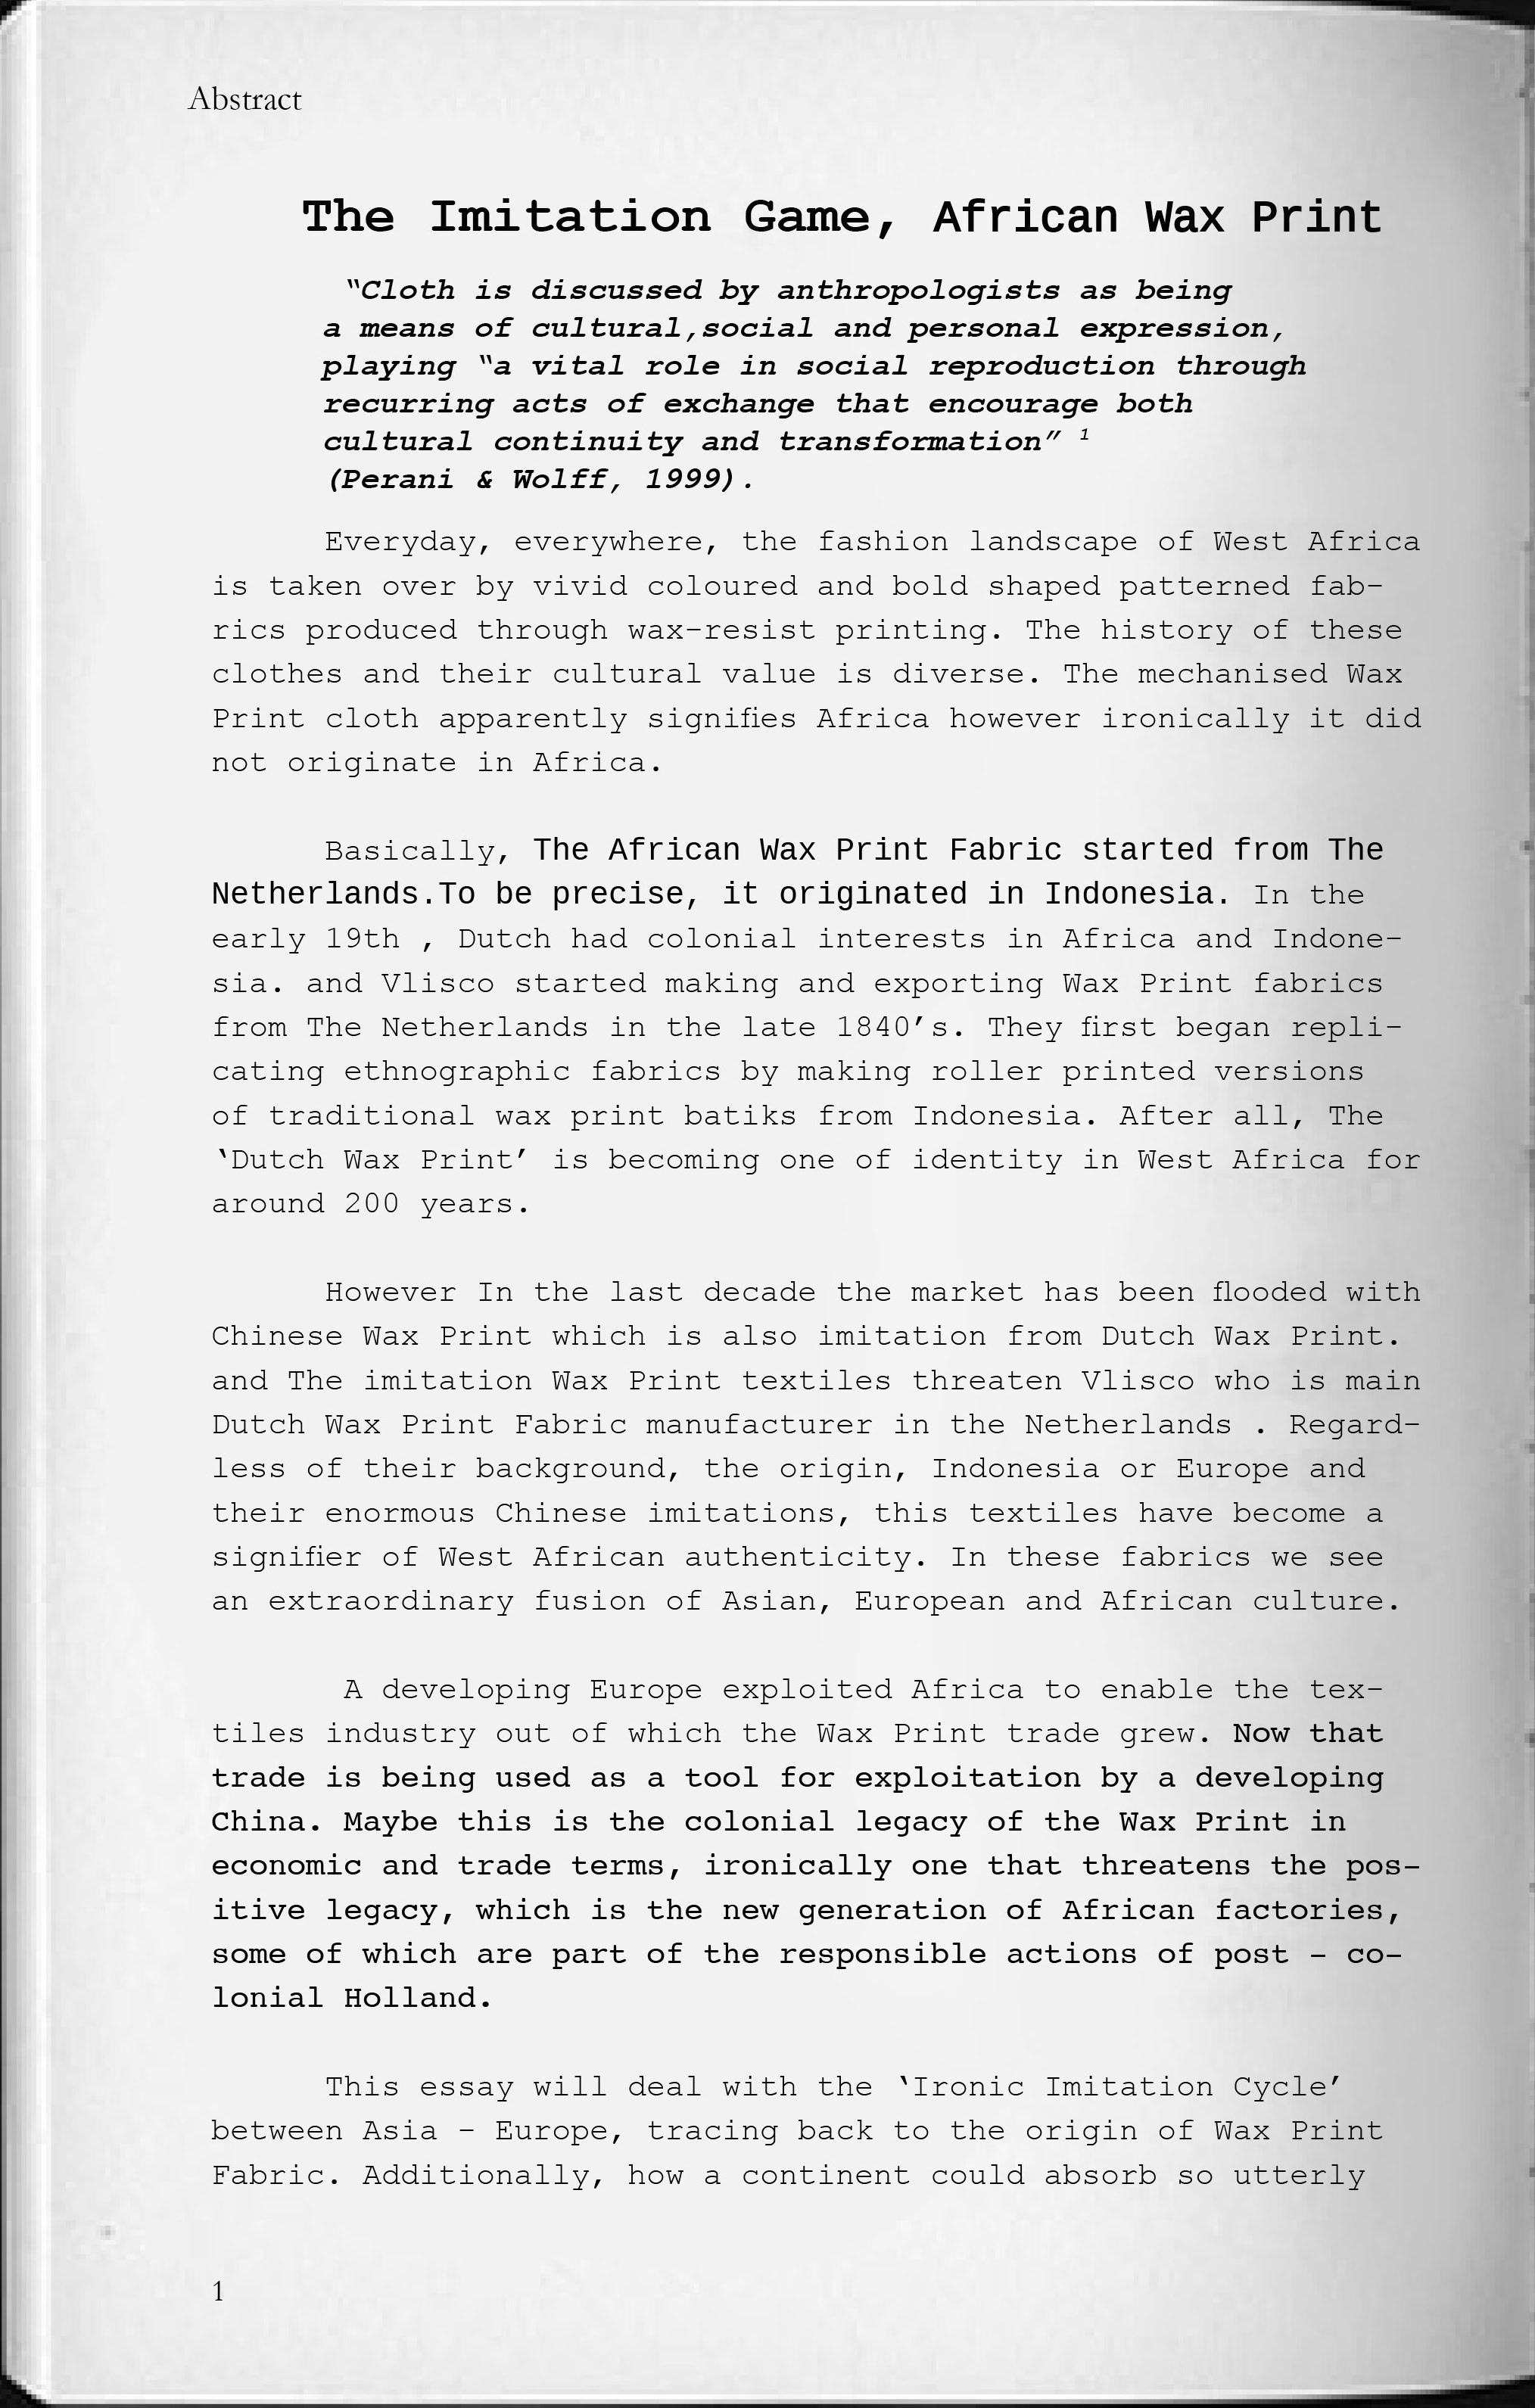 Abstract
The Imitation Game, African Wax Print
“Cloth is discussed by anthropologists as being
a means of cultural,social and personal expression,
playing “a vital role in social reproduction through
recurring acts of exchange that encourage both
cultural continuity and transformation” 1
(Perani & Wolff, 1999).
Everyday, everywhere, the fashion landscape of West Africa
is taken over by vivid coloured and bold shaped patterned fab-
rics produced through wax-resist printing. The history of these
clothes and their cultural value is diverse. The mechanised Wax
Print cloth apparently signifies Africa however ironically it did
not originate in Africa.
Basically, The African Wax Print Fabric started from The
Netherlands.To be precise, it originated in Indonesia. In the
early 19th , Dutch had colonial interests in Africa and Indone-
sia. and Vlisco started making and exporting Wax Print fabrics
from The Netherlands in the late 1840’s. They first began repli-
cating ethnographic fabrics by making roller printed versions
of traditional wax print batiks from Indonesia. After all, The
‘Dutch Wax Print’ is becoming one of identity in West Africa for
around 200 years.
However In the last decade the market has been flooded with
Chinese Wax Print which is also imitation from Dutch Wax Print.
and The imitation Wax Print textiles threaten Vlisco who is main
Dutch Wax Print Fabric manufacturer in the Netherlands . Regard-
less of their background, the origin, Indonesia or Europe and
their enormous Chinese imitations, this textiles have become a
signifier of West African authenticity. In these fabrics we see
an extraordinary fusion of Asian, European and African culture.
A developing Europe exploited Africa to enable the tex-
tiles industry out of which the Wax Print trade grew. Now that
trade is being used as a tool for exploitation by a developing
China. Maybe this is the colonial legacy of the Wax Print in
economic and trade terms, ironically one that threatens the pos-
itive legacy, which is the new generation of African factories,
some of which are part of the responsible actions of post - co-
lonial Holland.
This essay will deal with the ‘Ironic Imitation Cycle’
between Asia - Europe, tracing back to the origin of Wax Print
Fabric. Additionally, how a continent could absorb so utterly
1